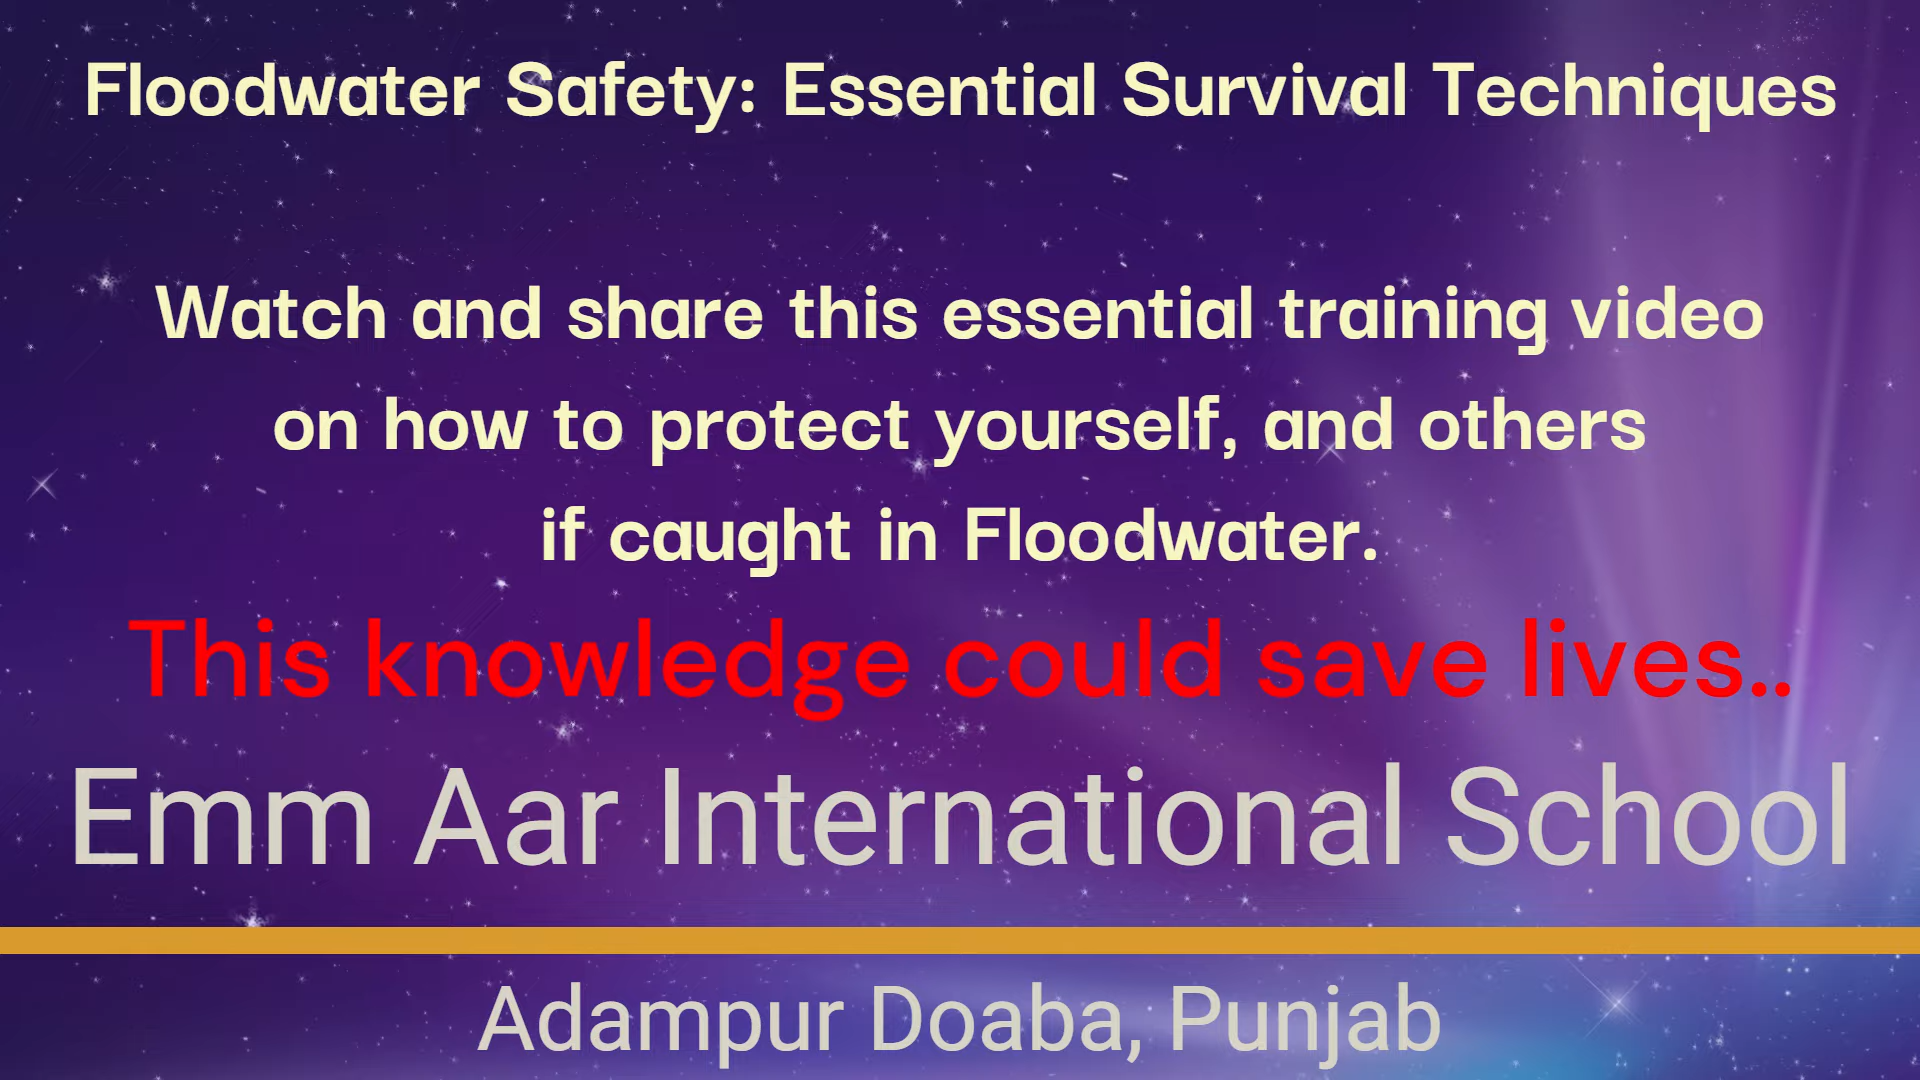 Floodwater Safety: Essential Survival Techniques
Watch and share this essential training video
on how to protect yourself, and others
if caught in Floodwater.
This knowledge could save lives..
Emm Aar International School
Adampur Doaba, Punjab